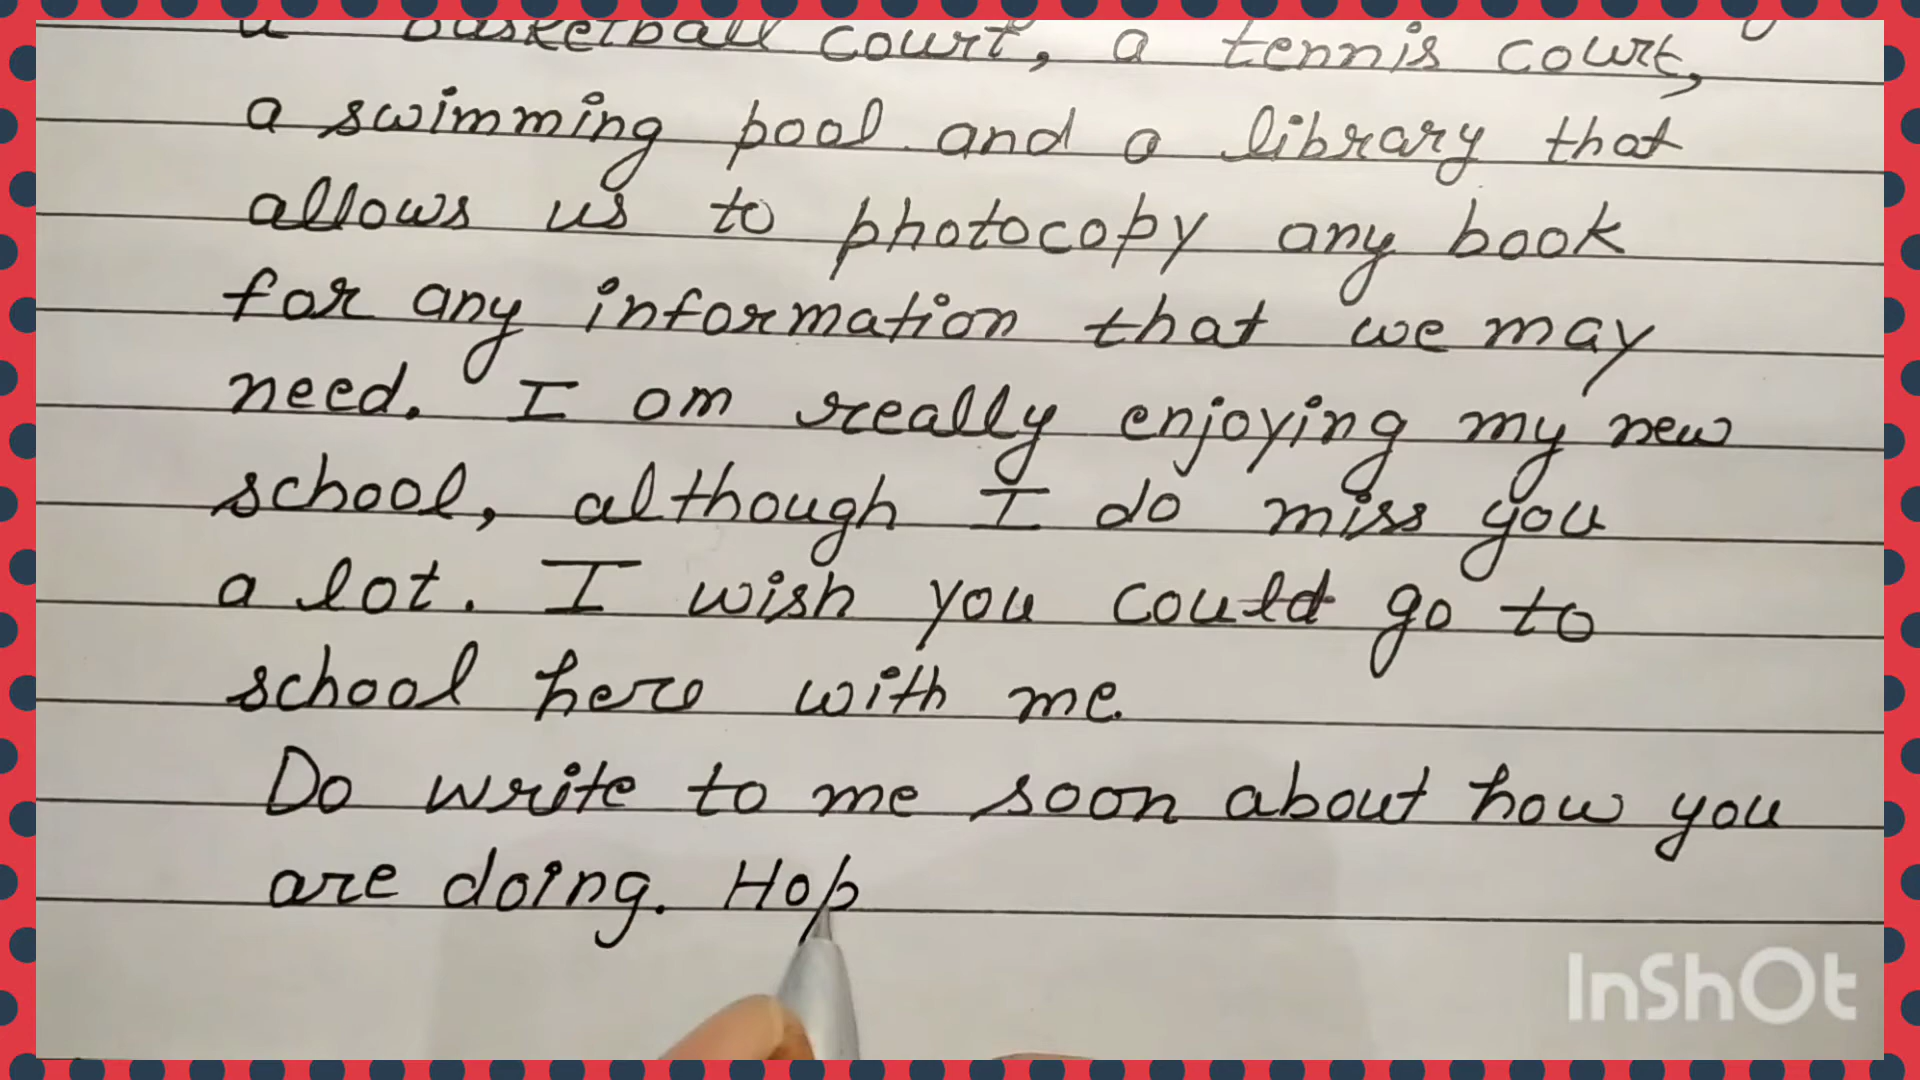 a basketball court, a tennis court,
a swimming pool and a library that
allows us to photocopy any book
for any information that we may
need. I am really enjoying my new
school, although I do miss you
a lot. I wish you could go to
school here with me.
Do write to me soon about how you
are doing. Hop
InShOt